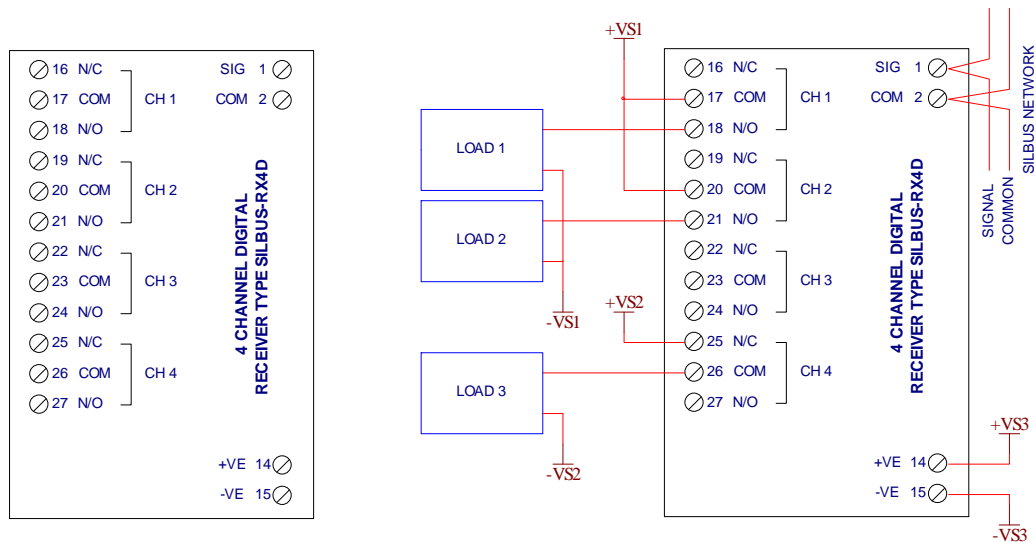 16 N/C
17 COM
18 N/O
CH 1
19 N/C
20 COM
21 N/O
CH 2
22 N/C
23 COM
24 N/O
CH 3
25 N/C
26 COM
27 N/O
CH 4
SIG 1
COM 2
4 CHANNEL DIGITAL
RECEIVER TYPE SILBUS-RX4D
+VE 14
-VE 15
+VS1
LOAD 1
LOAD 2
-VS1
+VS2
LOAD 3
-VS2
16 N/C
17 COM
18 N/O
CH 1
19 N/C
20 COM
21 N/O
CH 2
22 N/C
23 COM
24 N/O
CH 3
25 N/C
26 COM
27 N/O
CH 4
SIG 1
COM 2
4 CHANNEL DIGITAL
RECEIVER TYPE SILBUS-RX4D
+VE 14
-VE 15
SIGNAL
COMMON
SILBUS NETWORK
+VS3
-VS3